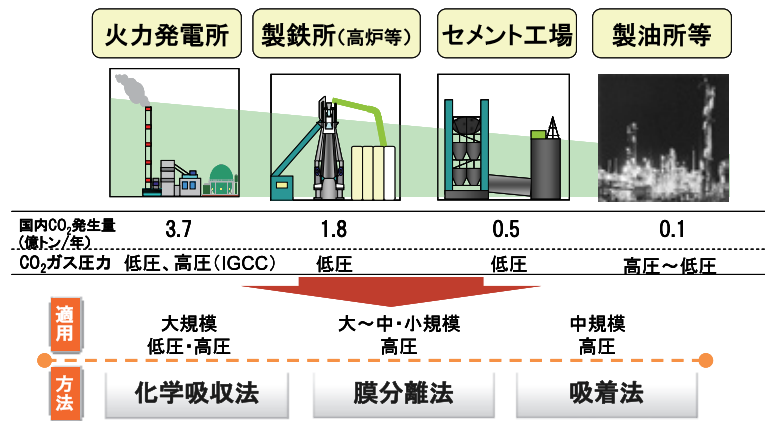 火力発電所
製鉄所(高炉等)
セメント工場
製油所等
国内CO₂発生量
(億トン/年)
3.7
1.8
0.5
0.1
CO₂ガス圧力
低圧、高圧(IGCC)
低圧
低圧
高圧～低圧
適用
大規模
低圧・高圧
大～中・小規模
高圧
中規模
高圧
方法
化学吸収法
膜分離法
吸着法